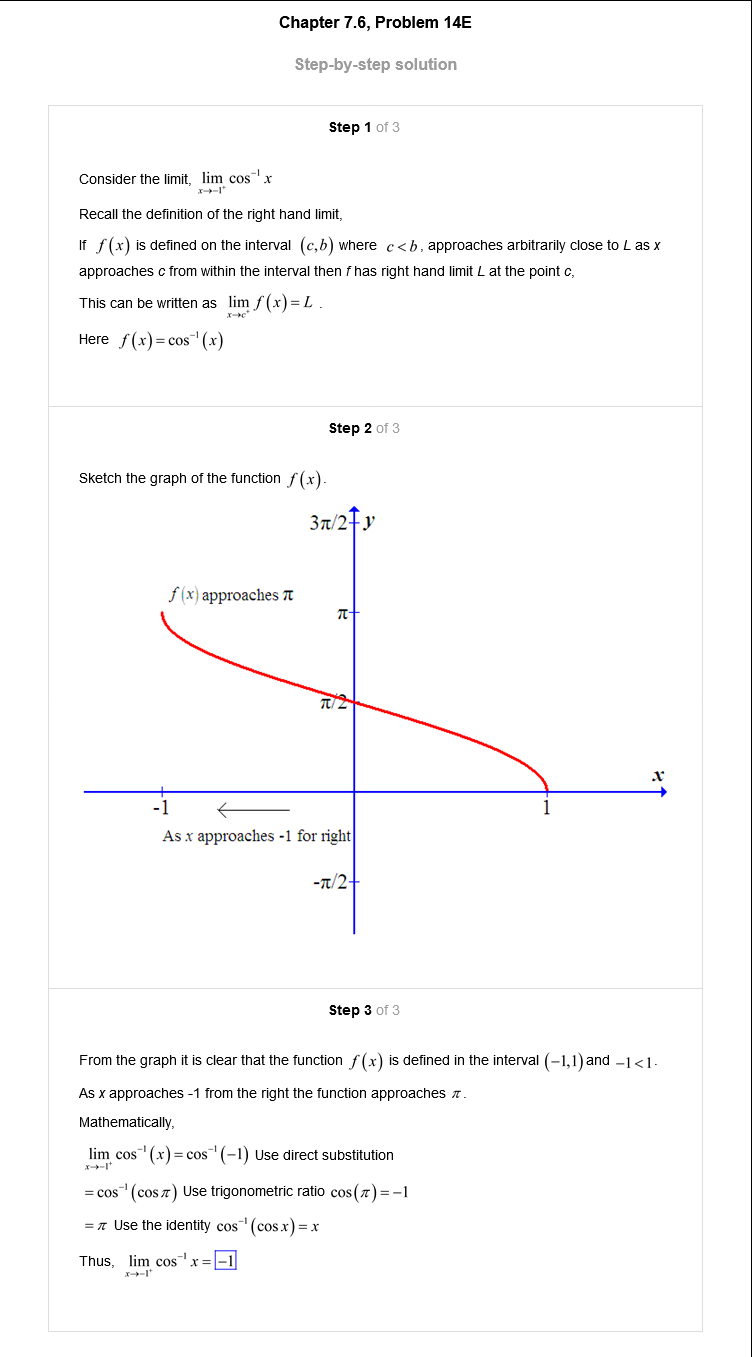 Chapter 7.6, Problem 14E
Step-by-step solution
Step 1 of 3
Consider the limit, lim cos⁻¹ x
x→−1⁺
Recall the definition of the right hand limit,
If f(x) is defined on the interval (c,b) where c<b, approaches arbitrarily close to L as x
approaches c from within the interval then f has right hand limit L at the point c,
This can be written as lim f(x)=L .
x→c⁺
Here f(x)=cos⁻¹(x)
Step 2 of 3
Sketch the graph of the function f(x).
3π/2 y
f(x) approaches π
π
π/2
x
-1 1
As x approaches -1 for right
-π/2
Step 3 of 3
From the graph it is clear that the function f(x) is defined in the interval (−1,1) and −1<1.
As x approaches -1 from the right the function approaches π.
Mathematically,
lim cos⁻¹(x)=cos⁻¹(−1) Use direct substitution
x→−1⁺
=cos⁻¹(cos π) Use trigonometric ratio cos(π)=−1
=π Use the identity cos⁻¹(cos x)=x
Thus, lim cos⁻¹ x=−1
x→−1⁺